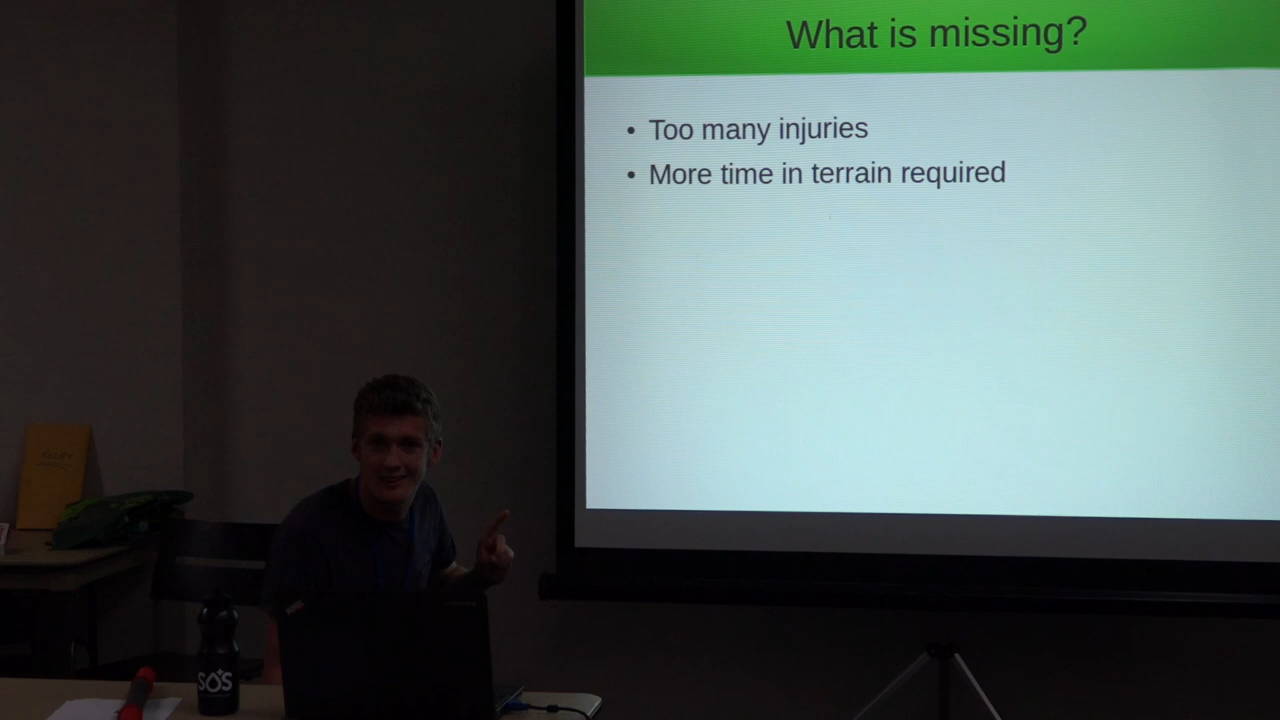 What is missing?
• Too many injuries
• More time in terrain required
SOS